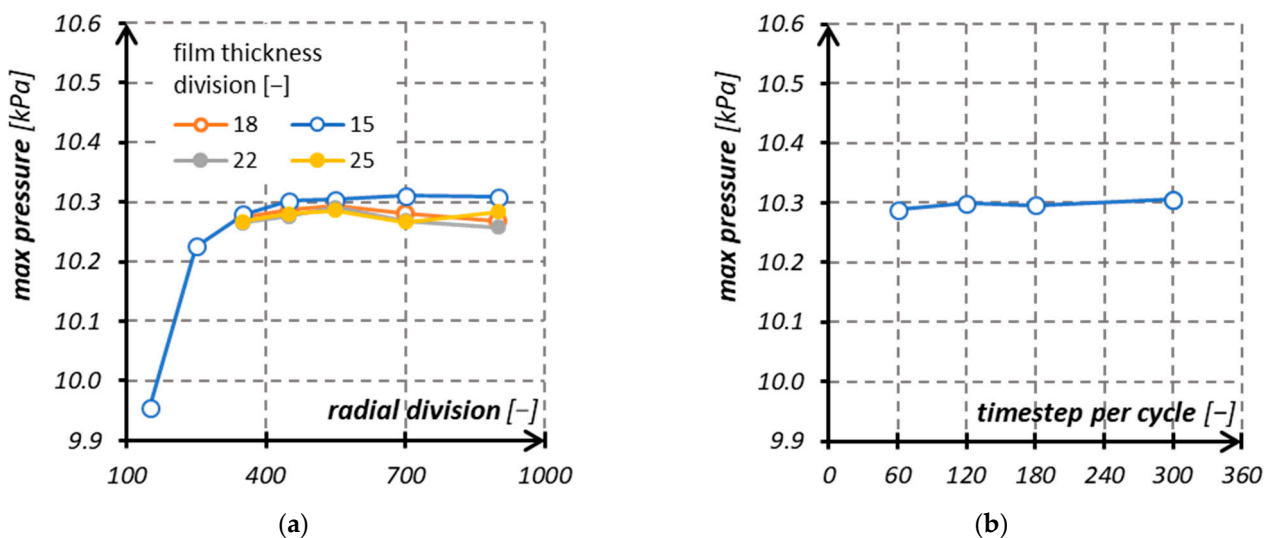 10.6
10.5
10.4
10.3
10.2
10.1
10.0
9.9
max pressure [kPa]
film thickness
division [–]
18 15
22 25
radial division [–]
100 400 700 1000
(a)
10.6
10.5
10.4
10.3
10.2
10.1
10.0
9.9
max pressure [kPa]
timestep per cycle [–]
0 60 120 180 240 300 360
(b)